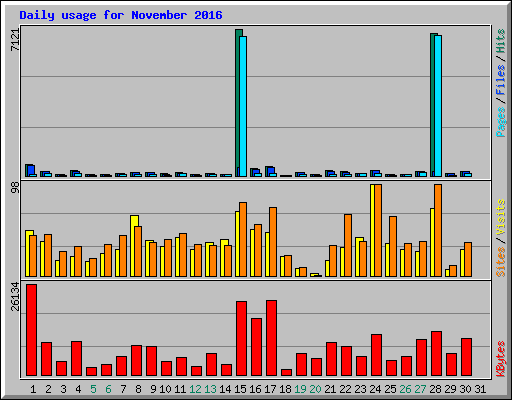 Daily usage for November 2016
7121
Pages / Files / Hits
98
Sites / Visits
26134
KBytes
1 2 3 4 5 6 7 8 9 10 11 12 13 14 15 16 17 18 19 20 21 22 23 24 25 26 27 28 29 30 31